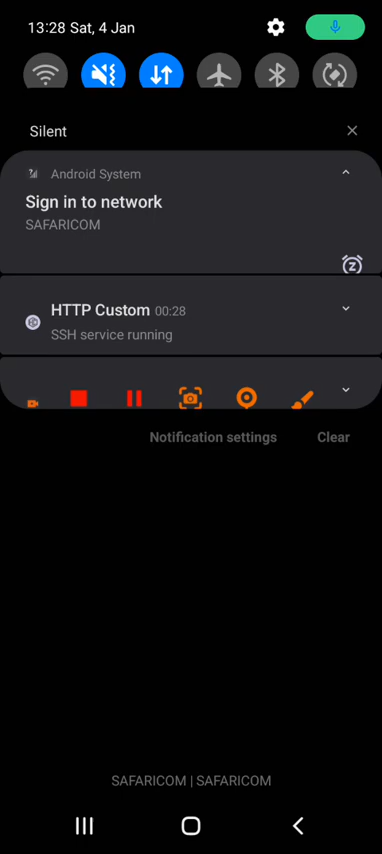 13:28 Sat, 4 Jan
Silent
Android System
Sign in to network
SAFARICOM
HTTP Custom 00:28
SSH service running
Notification settings Clear
SAFARICOM | SAFARICOM